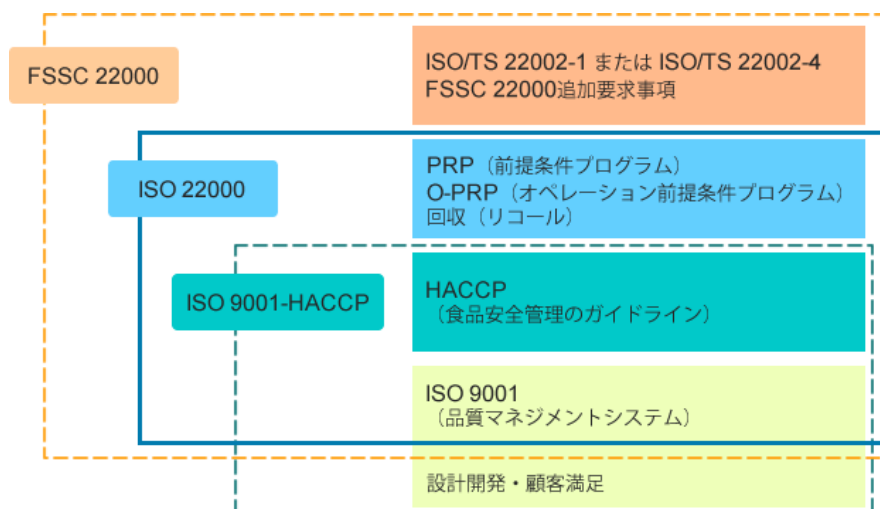 FSSC 22000
ISO/TS 22002-1 または ISO/TS 22002-4
FSSC 22000追加要求事項
ISO 22000
PRP（前提条件プログラム）
O-PRP（オペレーション前提条件プログラム）
回収（リコール）
ISO 9001-HACCP
HACCP
（食品安全管理のガイドライン）
ISO 9001
（品質マネジメントシステム）
設計開発・顧客満足